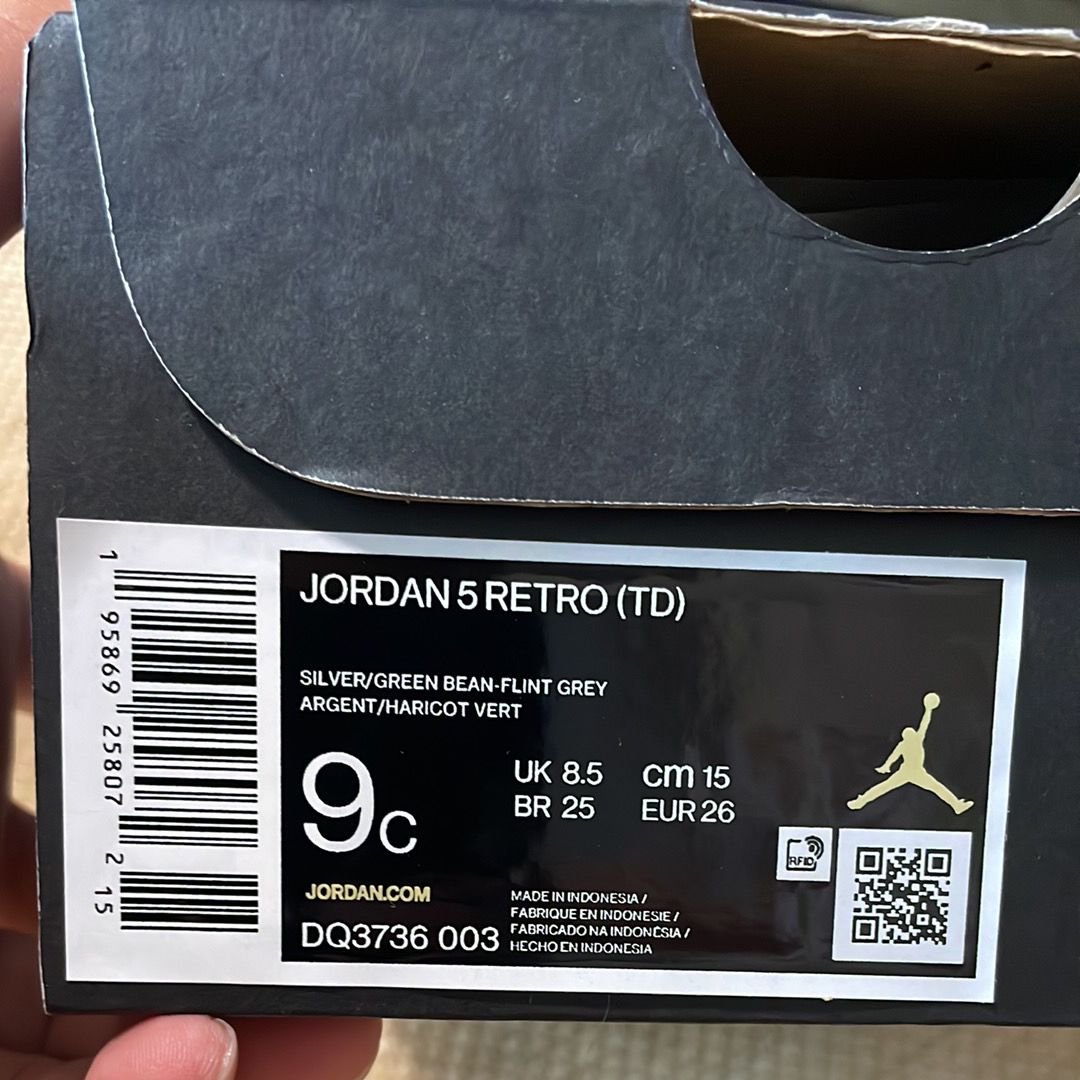 JORDAN 5 RETRO (TD)
SILVER/GREEN BEAN-FLINT GREY
ARGENT/HARICOT VERT
9C
UK 8.5 cm 15
BR 25 EUR 26
RFID
JORDAN.COM
DQ3736 003
MADE IN INDONESIA /
FABRIQUE EN INDONESIE /
FABRICADO NA INDONÉSIA /
HECHO EN INDONESIA
1 95869 25807 2 15